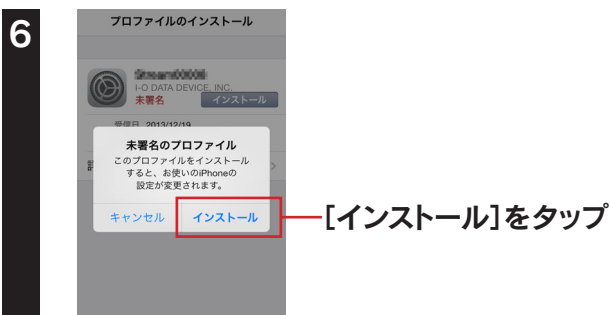 6
プロファイルのインストール
I-O DATA DEVICE, INC.
未署名 インストール
受信日 2013/12/19
未署名のプロファイル
このプロファイルをインストール
すると、お使いのiPhoneの
設定が変更されます。
キャンセル インストール
[インストール]をタップ